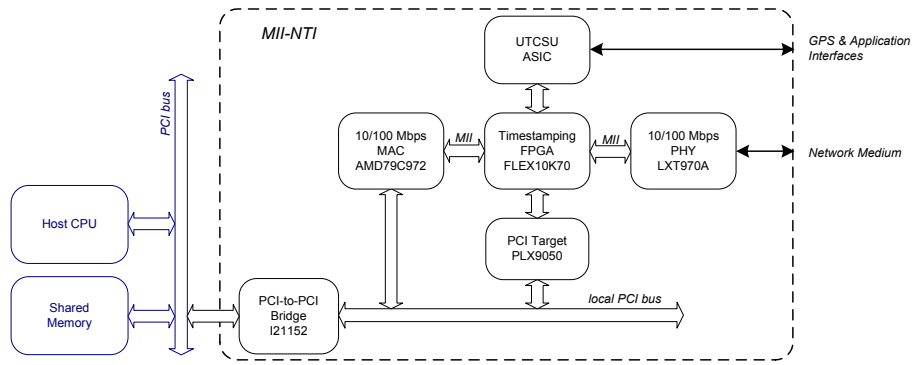 MII-NTI
UTCSU
ASIC
GPS & Application
Interfaces
PCI bus
10/100 Mbps
MAC
AMD79C972
MII
Timestamping
FPGA
FLEX10K70
MII
10/100 Mbps
PHY
LXT970A
Network Medium
Host CPU
PCI Target
PLX9050
Shared
Memory
PCI-to-PCI
Bridge
I21152
local PCI bus